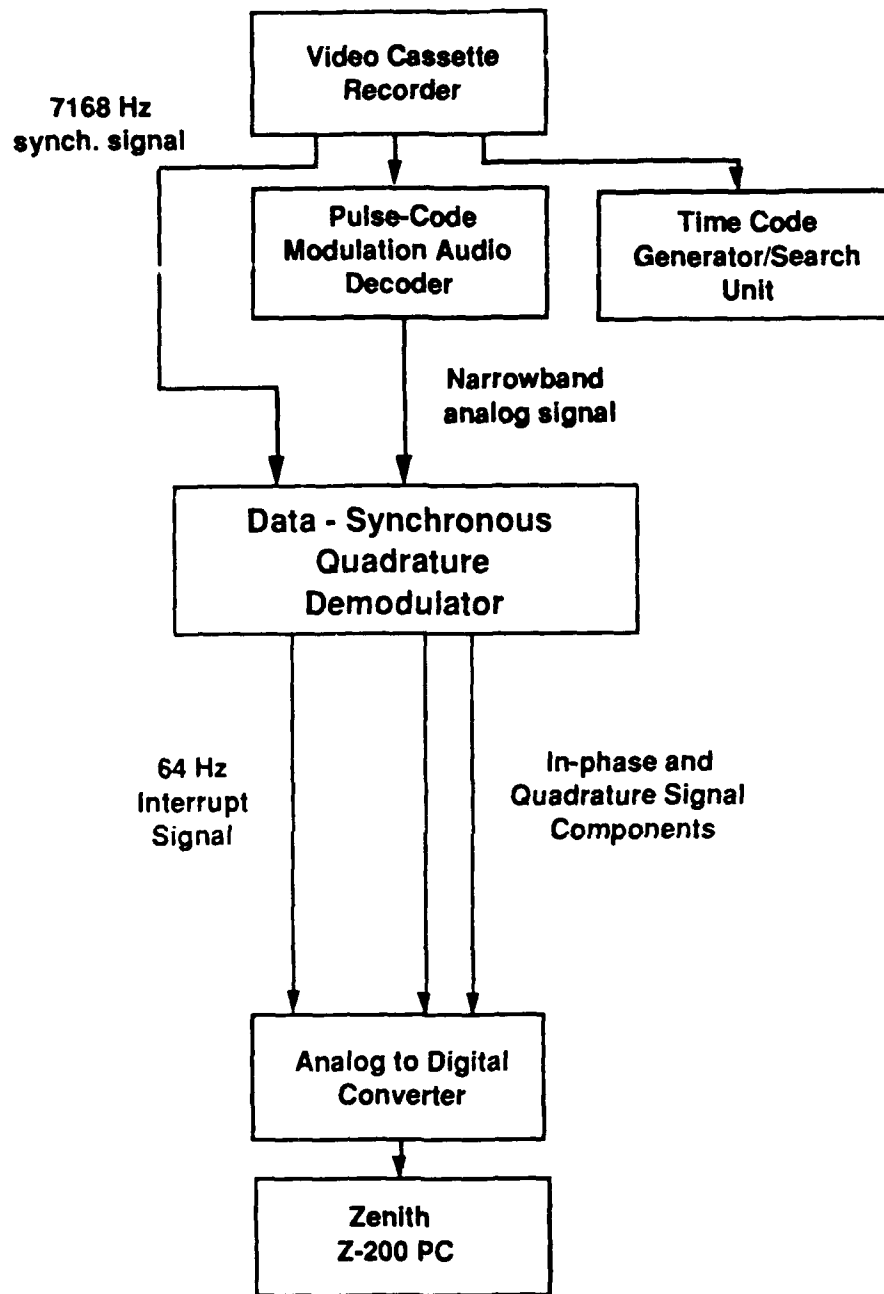 Video Cassette
Recorder
7168 Hz
synch. signal
Pulse-Code
Modulation Audio
Decoder
Time Code
Generator/Search
Unit
Narrowband
analog signal
Data - Synchronous
Quadrature
Demodulator
64 Hz
Interrupt
Signal
In-phase and
Quadrature Signal
Components
Analog to Digital
Converter
Zenith
Z-200 PC